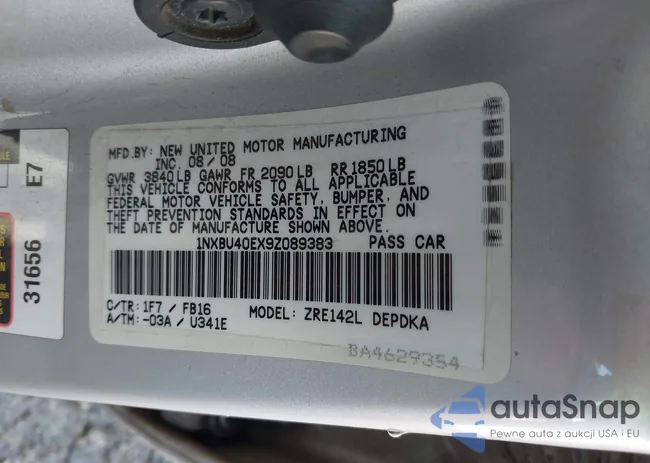 MFD.BY: NEW UNITED MOTOR MANUFACTURING
INC. 08/08
GVWR 3840LB GAWR FR 2090LB RR 1850LB
THIS VEHICLE CONFORMS TO ALL APPLICABLE
FEDERAL MOTOR VEHICLE SAFETY, BUMPER, AND
THEFT PREVENTION STANDARDS IN EFFECT ON
THE DATE OF MANUFACTURE SHOWN ABOVE.
1NXBU40EX9Z089383 PASS CAR
C/TR: 1F7 / FB16
A/TM: -03A / U341E
MODEL: ZRE142L DEPDKA
BA4629354
31656 E7
autaSnap
Pewne auta z aukcji USA i EU